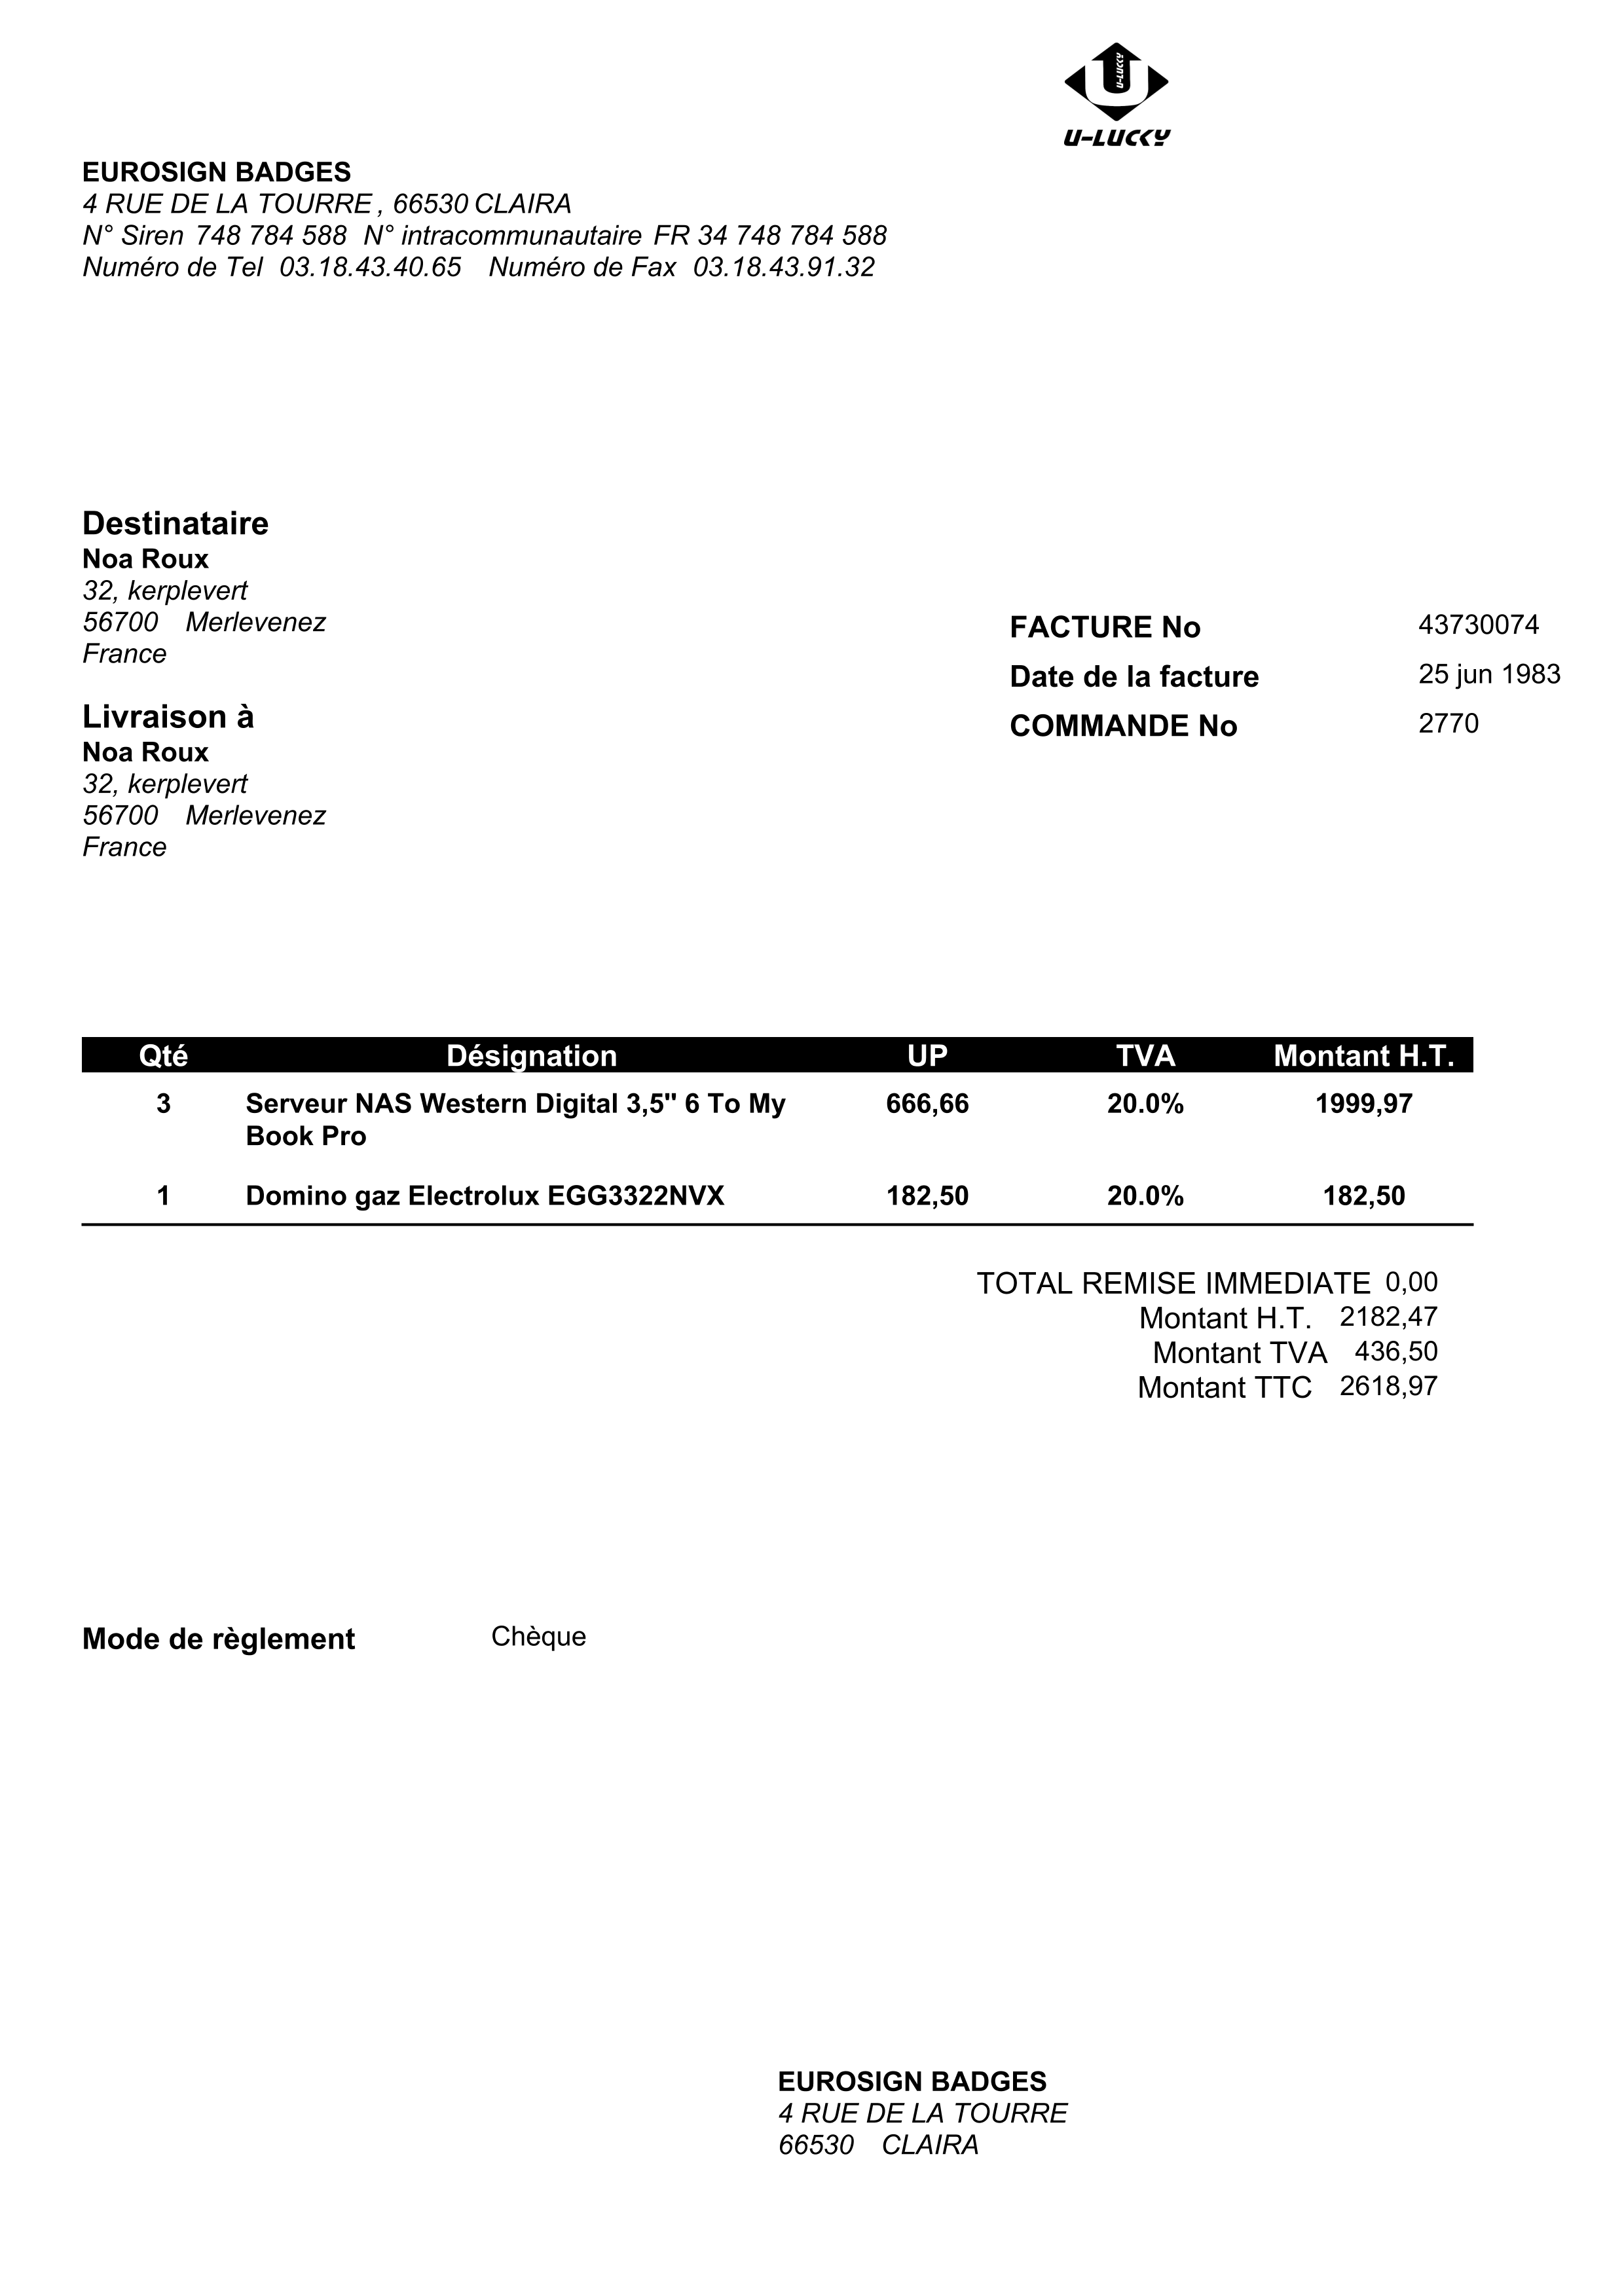 U-LUCKY
U-LUCKY
EUROSIGN BADGES
4 RUE DE LA TOURRE , 66530 CLAIRA
N° Siren 748 784 588 N° intracommunautaire FR 34 748 784 588
Numéro de Tel 03.18.43.40.65 Numéro de Fax 03.18.43.91.32
Destinataire
Noa Roux
32, kerplevert
56700 Merlevenez
France
FACTURE No 43730074
Date de la facture 25 jun 1983
COMMANDE No 2770
Livraison à
Noa Roux
32, kerplevert
56700 Merlevenez
France
Qté Désignation UP TVA Montant H.T.
3 Serveur NAS Western Digital 3,5" 6 To My 666,66 20.0% 1999,97
Book Pro
1 Domino gaz Electrolux EGG3322NVX 182,50 20.0% 182,50
TOTAL REMISE IMMEDIATE 0,00
Montant H.T. 2182,47
Montant TVA 436,50
Montant TTC 2618,97
Mode de règlement Chèque
EUROSIGN BADGES
4 RUE DE LA TOURRE
66530 CLAIRA